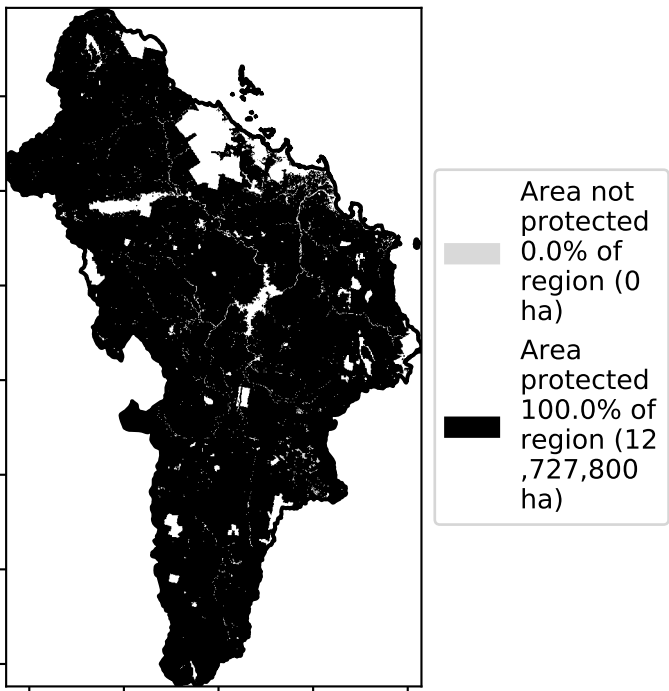 Area not
protected
0.0% of
region (0
ha)
Area
protected
100.0% of
region (12
,727,800
ha)